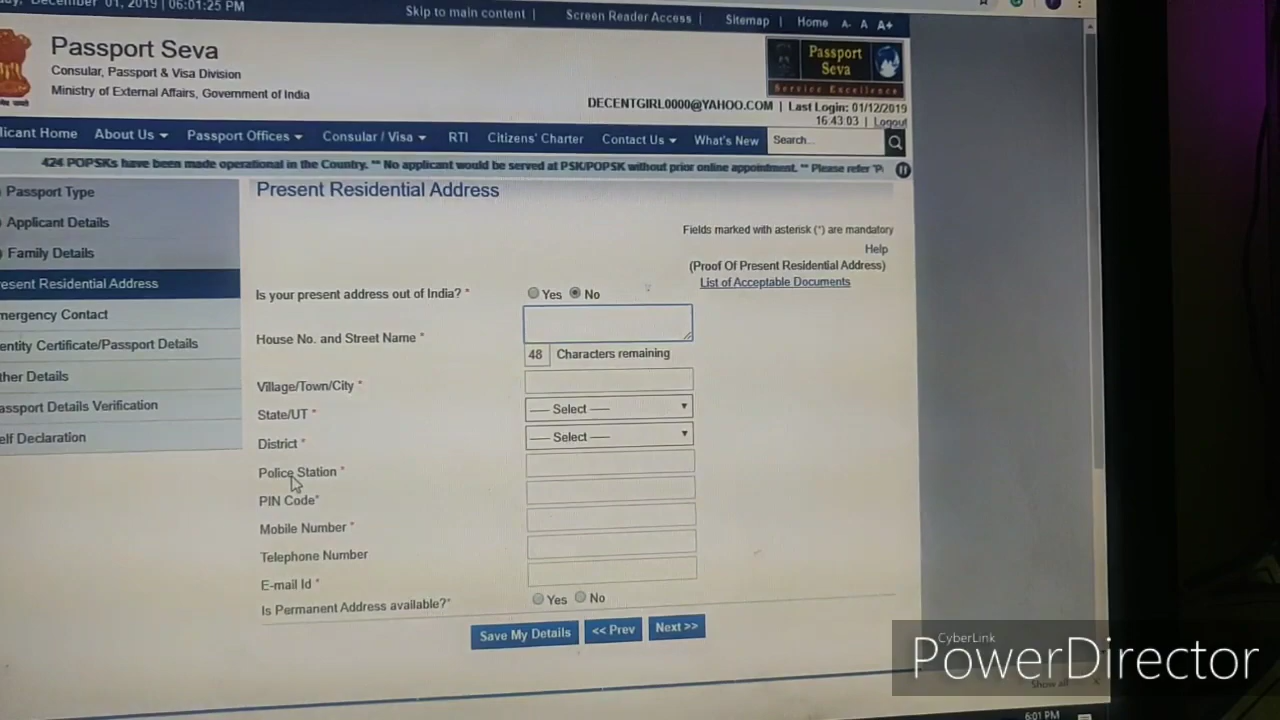 December 01, 2019 | 06:01:25 PM
Skip to main content | Screen Reader Access | Sitemap | Home A- A A+
Passport Seva
Consular, Passport & Visa Division
Ministry of External Affairs, Government of India
Passport
Seva
Service Excellence
DECENTGIRL0000@YAHOO.COM | Last Login: 01/12/2019
16:43:03 | Logout
licant Home About Us Passport Offices Consular / Visa RTI Citizens' Charter Contact Us What's New Search...
424 POPSKs have been made operational in the Country. ** No applicant would be served at PSK/POPSK without prior online appointment. ** Please refer
Passport Type
Applicant Details
Family Details
resent Residential Address
mergency Contact
entity Certificate/Passport Details
ther Details
assport Details Verification
elf Declaration
Present Residential Address
Fields marked with asterisk (*) are mandatory
Help
(Proof Of Present Residential Address)
List of Acceptable Documents
Is your present address out of India? * Yes No
House No. and Street Name *
48 Characters remaining
Village/Town/City *
State/UT * ----- Select -----
District * ----- Select -----
Police Station *
PIN Code*
Mobile Number *
Telephone Number
E-mail Id *
Is Permanent Address available?* Yes No
Save My Details << Prev Next >>
CyberLink
PowerDirector
Show all
6:01 PM